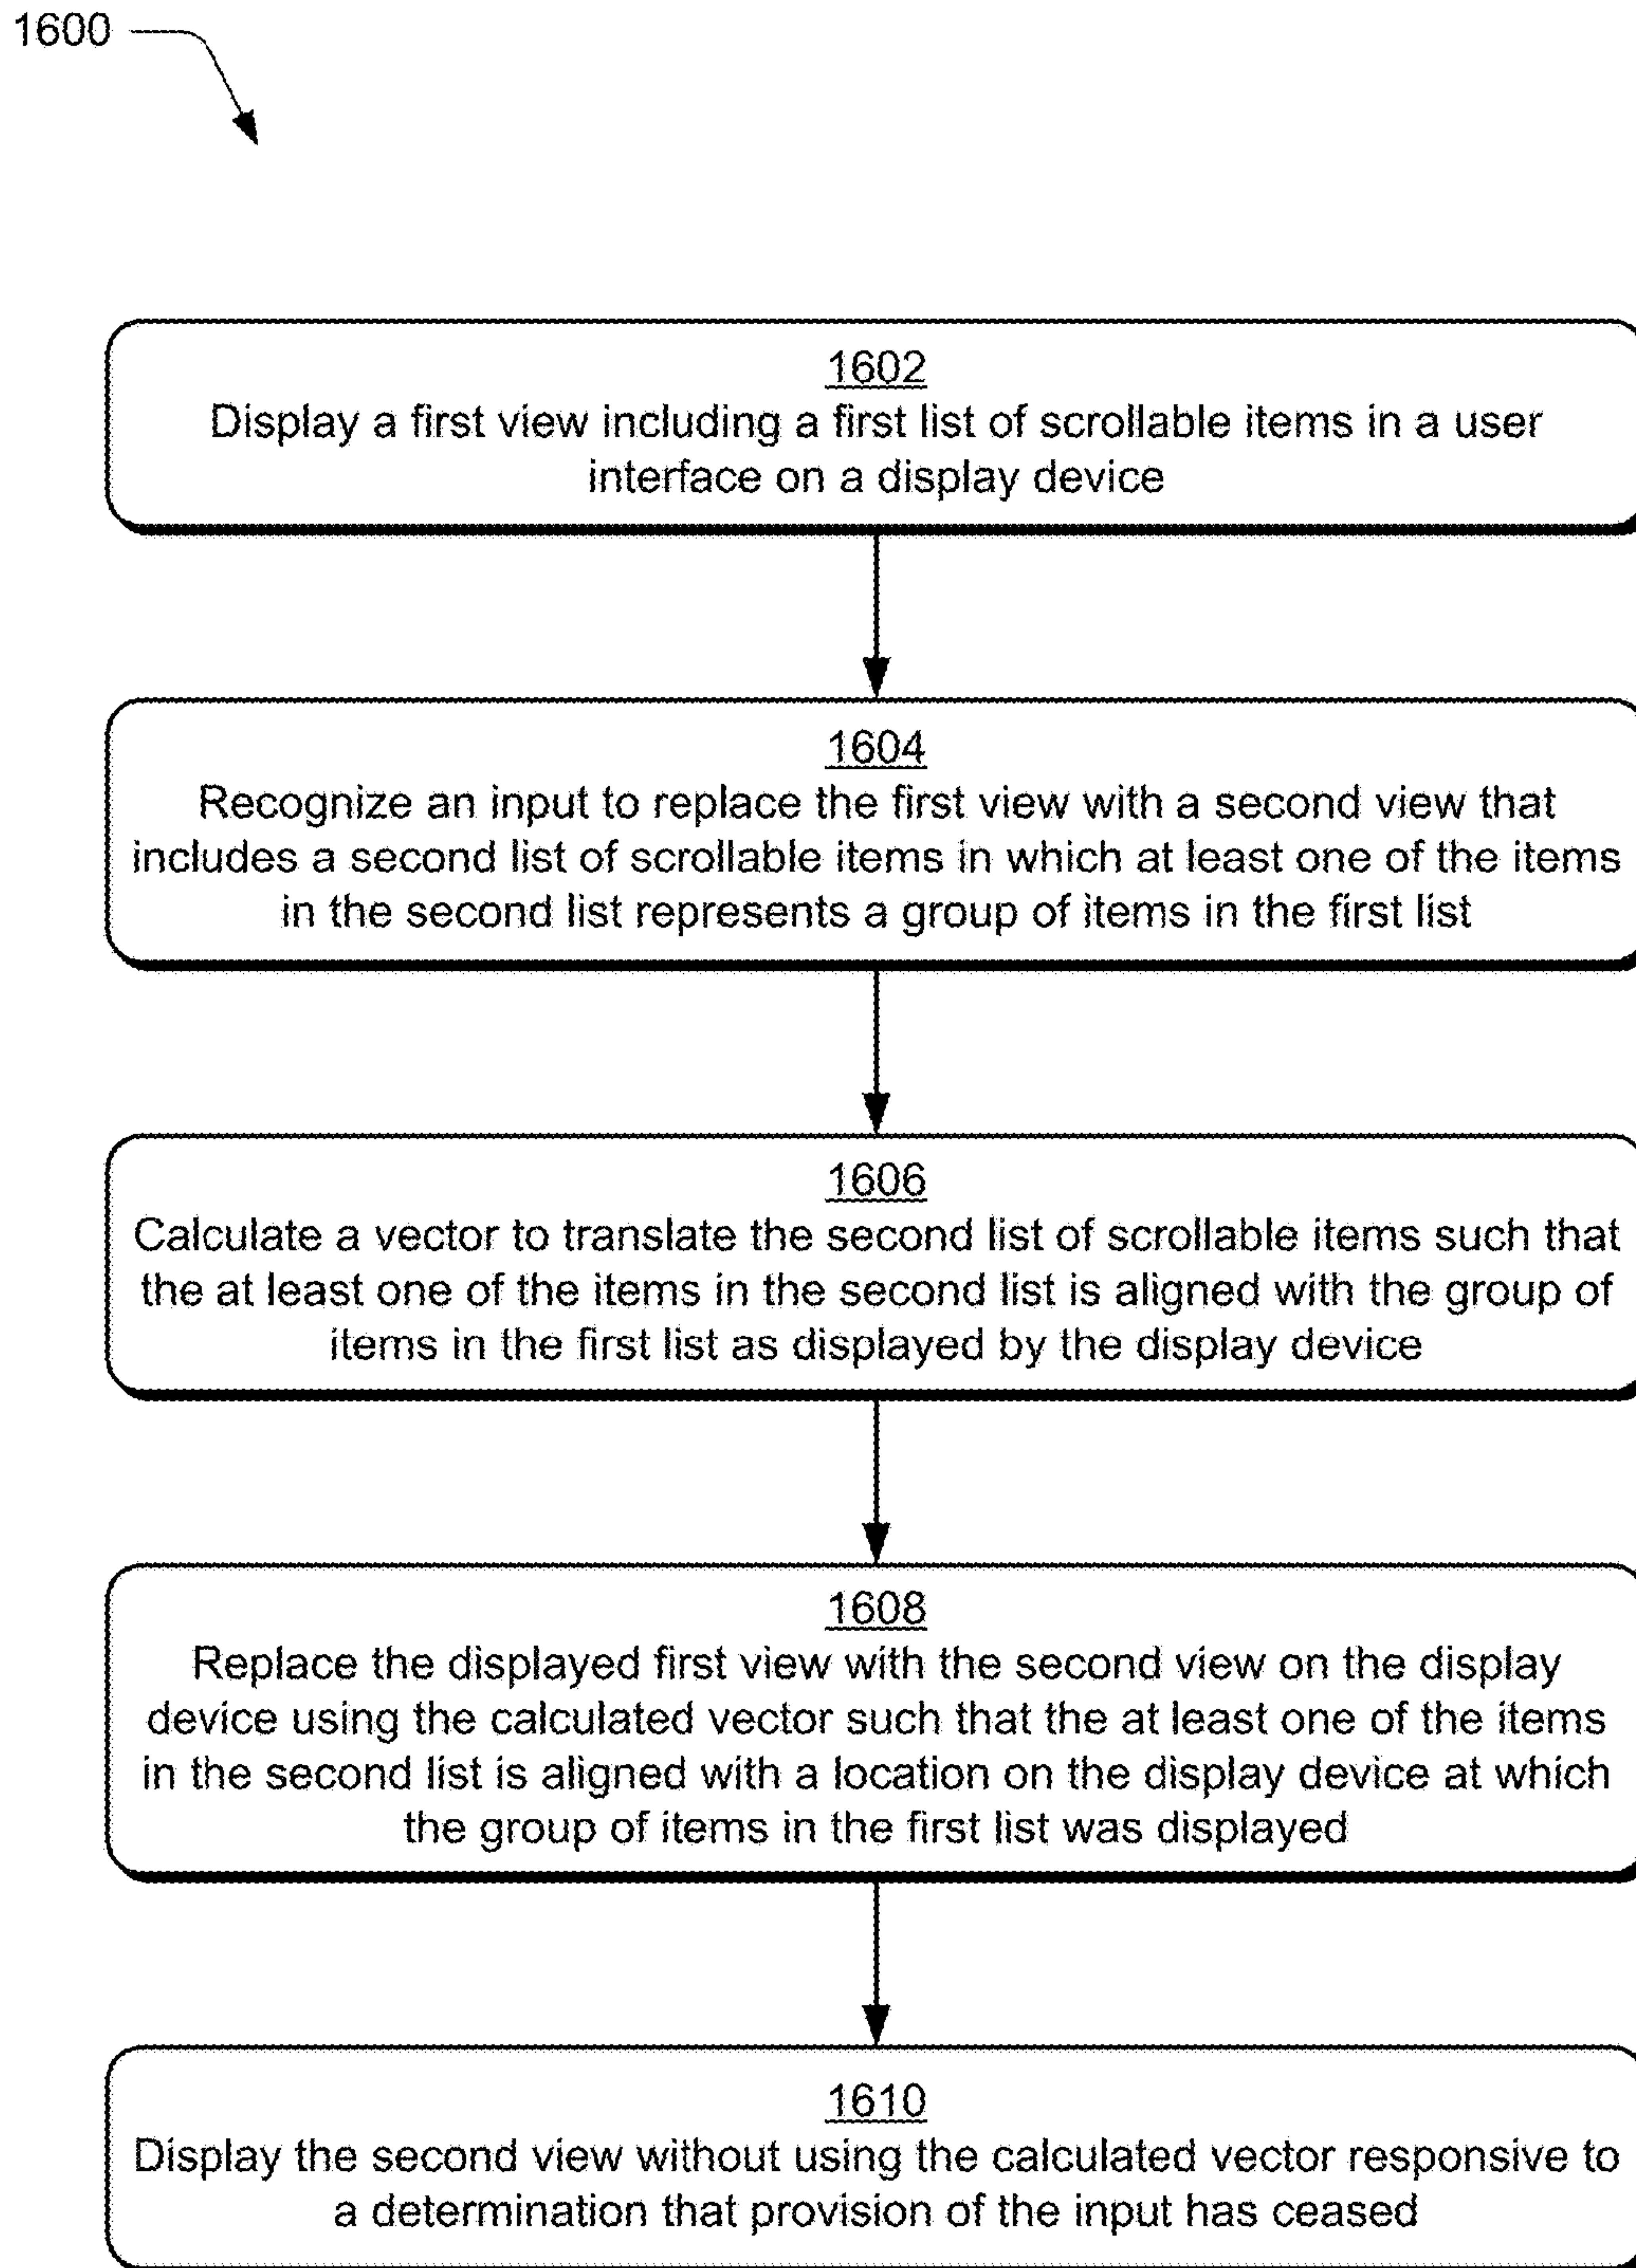 1600
1602
Display a first view including a first list of scrollable items in a user
interface on a display device
1604
Recognize an input to replace the first view with a second view that
includes a second list of scrollable items in which at least one of the items
in the second list represents a group of items in the first list
1606
Calculate a vector to translate the second list of scrollable items such that
the at least one of the items in the second list is aligned with the group of
items in the first list as displayed by the display device
1608
Replace the displayed first view with the second view on the display
device using the calculated vector such that the at least one of the items
in the second list is aligned with a location on the display device at which
the group of items in the first list was displayed
1610
Display the second view without using the calculated vector responsive to
a determination that provision of the input has ceased